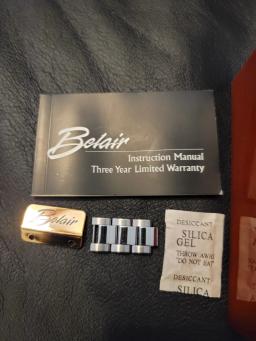 Belair
Instruction Manual
Three Year Limited Warranty
Belair
DESICCANT
SILICA
GEL
THROW AWAY
"DO NOT EAT
DESICCANT
SILICA